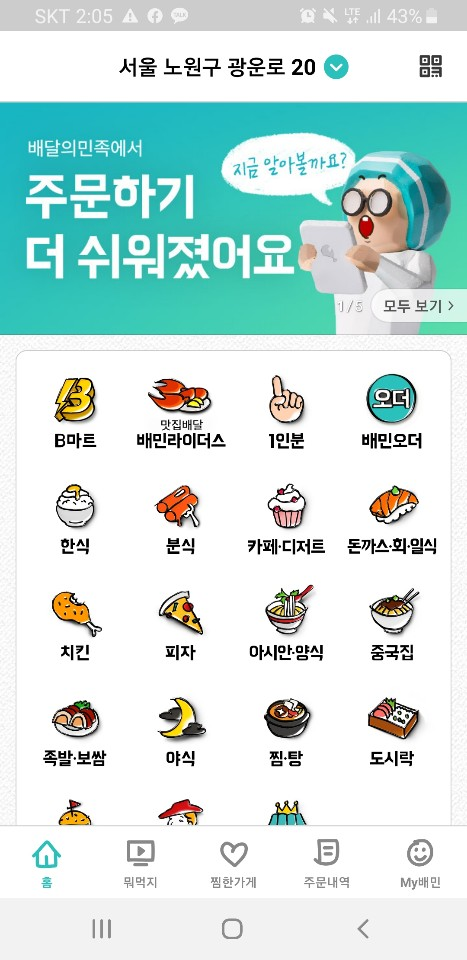 SKT 2:05 TALK LTE 43%
서울 노원구 광운로 20
배달의민족에서
지금 알아볼까요?
주문하기
더 쉬워졌어요
1/5 모두 보기
오더
맛집배달
B마트 배민라이더스 1인분 배민오더
한식 분식 카페·디저트 돈까스·회·일식
치킨 피자 아시안·양식 중국집
족발·보쌈 야식 찜·탕 도시락
홈 뭐먹지 찜한가게 주문내역 My배민